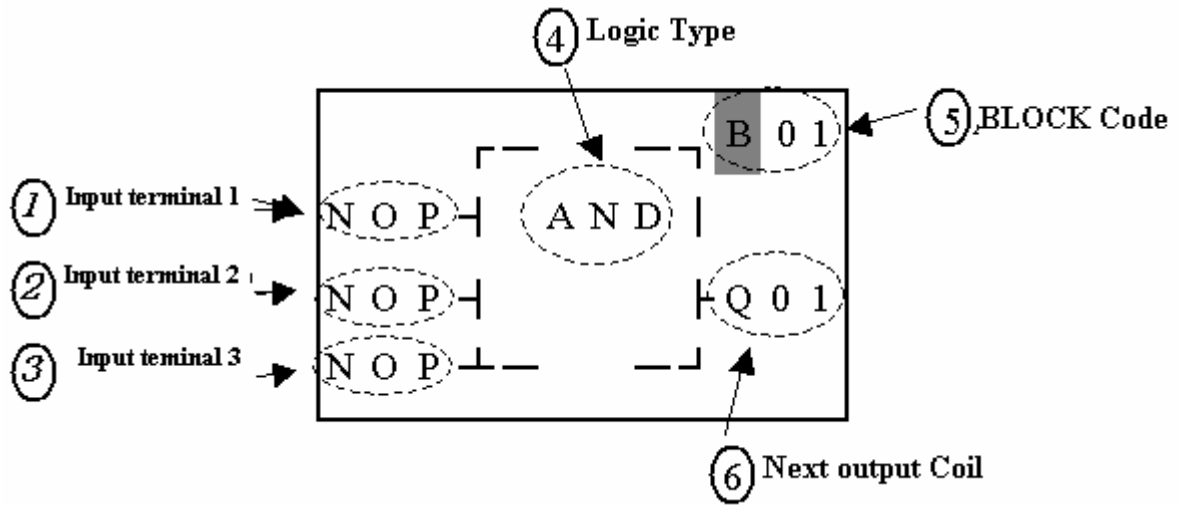 4 Logic Type
B 0 1
5 BLOCK Code
1 Input terminal 1
N O P
A N D
2 Input terminal 2
N O P
Q 0 1
3 Input teminal 3
N O P
6 Next output Coil